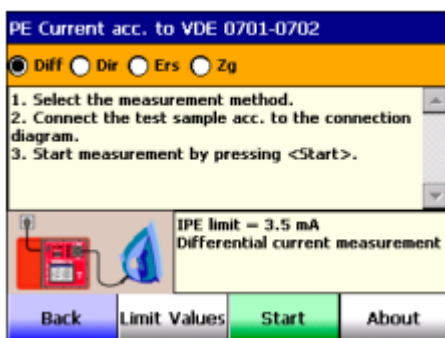 PE Current acc. to VDE 0701-0702
Diff Dir Ers Zg
1. Select the measurement method.
2. Connect the test sample acc. to the connection
diagram.
3. Start measurement by pressing <Start>.
IPE limit = 3.5 mA
Differential current measurement
Back Limit Values Start About